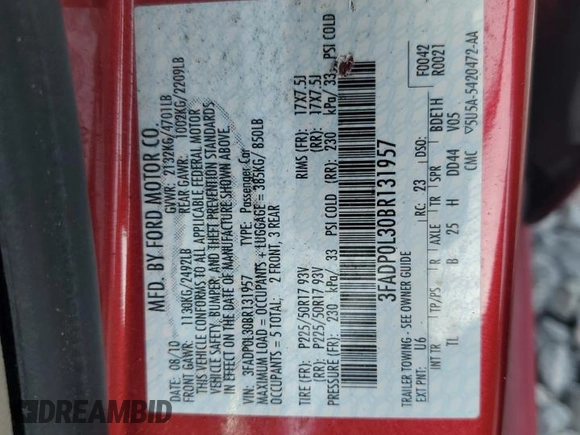 MFD. BY FORD MOTOR CO.
DATE: 08/10
GVWR: 2132KG/4701LB
FRONT GAWR: 1130KG/2492LB
REAR GAWR: 1002KG/2209LB
THIS VEHICLE CONFORMS TO ALL APPLICABLE FEDERAL MOTOR
VEHICLE SAFETY, BUMPER, AND THEFT PREVENTION STANDARDS
IN EFFECT ON THE DATE OF MANUFACTURE SHOWN ABOVE.
VIN: 3FADP0L30BR131957 TYPE: Passenger Car
MAXIMUM LOAD = OCCUPANTS + LUGGAGE = 385KG/ 850LB
OCCUPANTS = 5 TOTAL: 2 FRONT, 3 REAR
TIRE (FR): P225/50R17 93V RIMS (FR): 17X7.5J
(RR): P225/50R17 93V (RR): 17X7.5J
PRESSURE (FR): 230 kPa/ 33 PSI COLD (RR): 230 kPa/ 33 PSI COLD
3FADP0L30BR131957
TRAILER TOWING - SEE OWNER GUIDE
F0042
R0021
EXT PNT: U6 RC: 23 DSO:
INT TR TP/PS R AXLE TR SPR BDE1H
TL B 25 H DD44 V05
CMC ▽5U5A-5420472-AA
DREAMBID